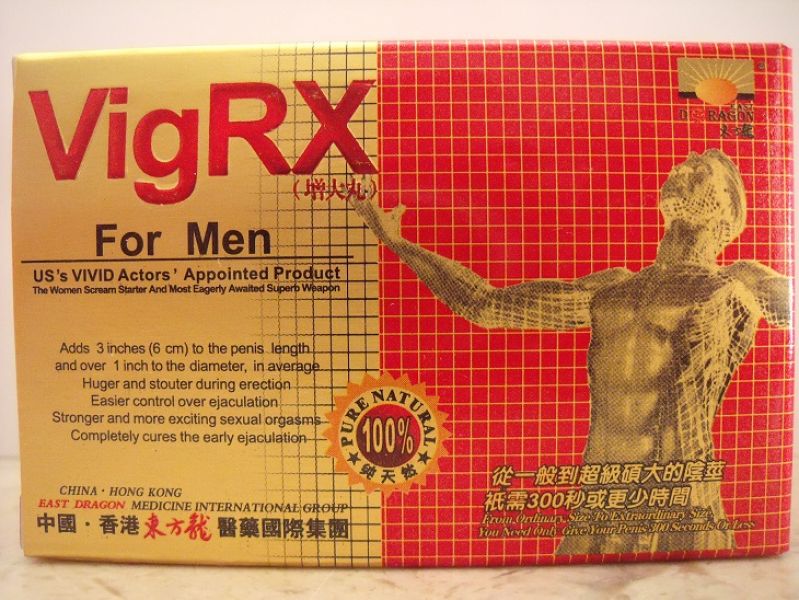 VigRX
(增大丸)
For Men
US's VIVID Actors' Appointed Product
The Women Scream Starter And Most Eagerly Awaited Superb Weapon
Adds 3 inches (6 cm) to the penis length
and over 1 inch to the diameter, in average
Huger and stouter during erection
Easier control over ejaculation
Stronger and more exciting sexual orgasms
Completely cures the early ejaculation
PURE NATURAL
100%
純天然
CHINA · HONG KONG
EAST DRAGON MEDICINE INTERNATIONAL GROUP
中國·香港東方龍醫藥國際集團
EAST
DRAGON
從一般到超級碩大的陰莖
衹需300秒或更少時間
From Ordinary, Size To Extraordinary Size,
You Need Only Give Your Penis 300 Seconds Or Less